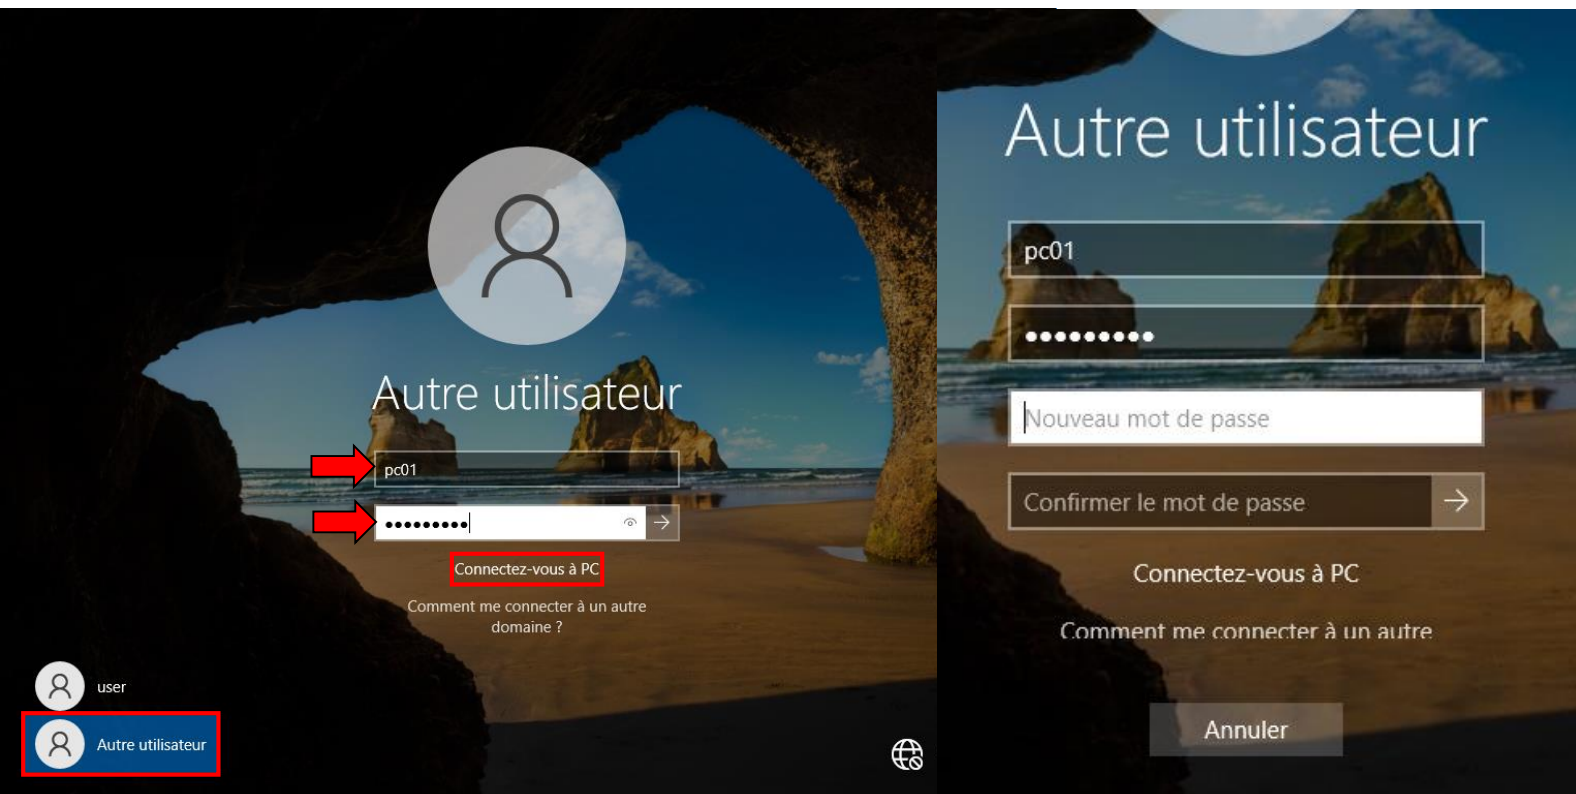 Autre utilisateur
pc01
Connectez-vous à PC
Comment me connecter à un autre
domaine ?
user
Autre utilisateur
Autre utilisateur
pc01
Nouveau mot de passe
Confirmer le mot de passe
Connectez-vous à PC
Comment me connecter à un autre
Annuler